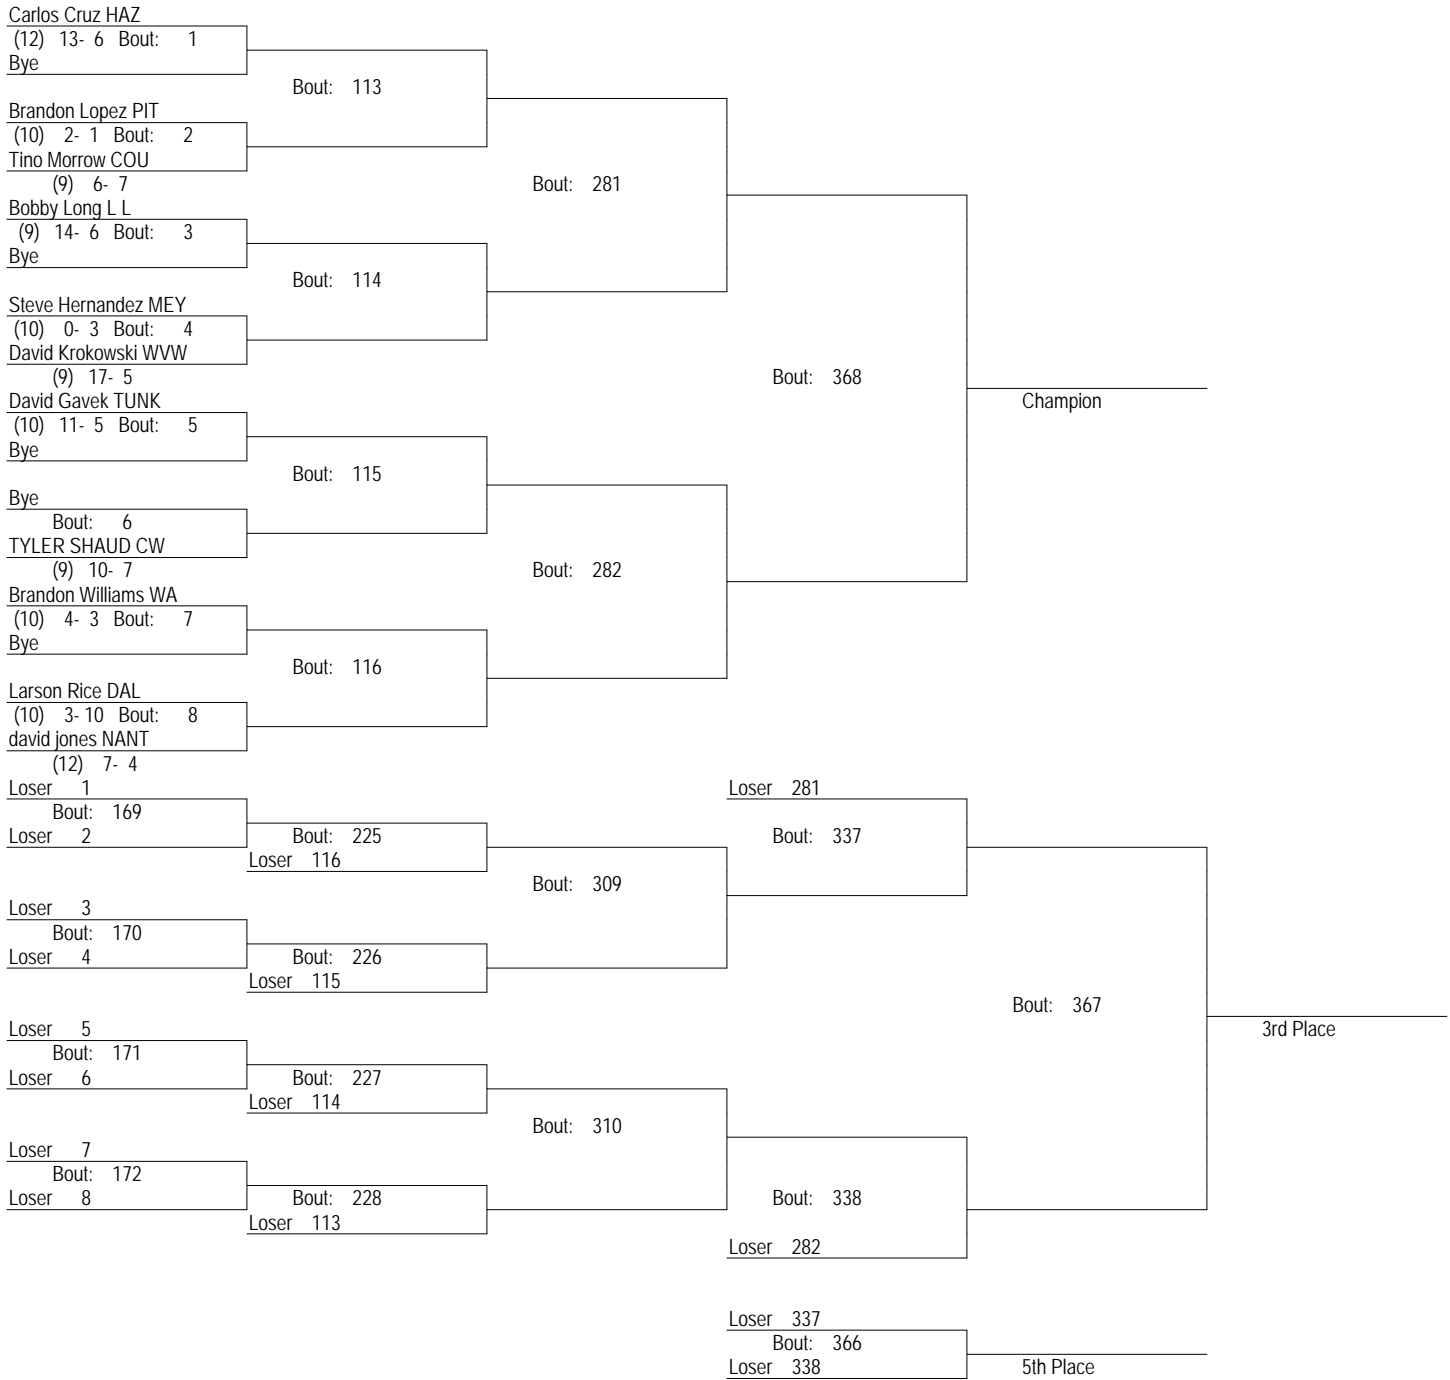 Carlos Cruz HAZ
(12) 13- 6 Bout: 1
Bye
Bout: 113
Brandon Lopez PIT
(10) 2- 1 Bout: 2
Tino Morrow COU
(9) 6- 7
Bout: 281
Bobby Long L L
(9) 14- 6 Bout: 3
Bye
Bout: 114
Steve Hernandez MEY
(10) 0- 3 Bout: 4
David Krokowski WVW
(9) 17- 5
Bout: 368
Champion
David Gavek TUNK
(10) 11- 5 Bout: 5
Bye
Bout: 115
Bye
Bout: 6
TYLER SHAUD CW
(9) 10- 7
Bout: 282
Brandon Williams WA
(10) 4- 3 Bout: 7
Bye
Bout: 116
Larson Rice DAL
(10) 3- 10 Bout: 8
david jones NANT
(12) 7- 4
Loser 1
Bout: 169
Loser 2
Bout: 225
Loser 116
Loser 281
Bout: 337
Bout: 309
Loser 3
Bout: 170
Loser 4
Bout: 226
Loser 115
Bout: 367
3rd Place
Loser 5
Bout: 171
Loser 6
Bout: 227
Loser 114
Bout: 310
Loser 7
Bout: 172
Loser 8
Bout: 228
Loser 113
Bout: 338
Loser 282
Loser 337
Bout: 366
Loser 338
5th Place